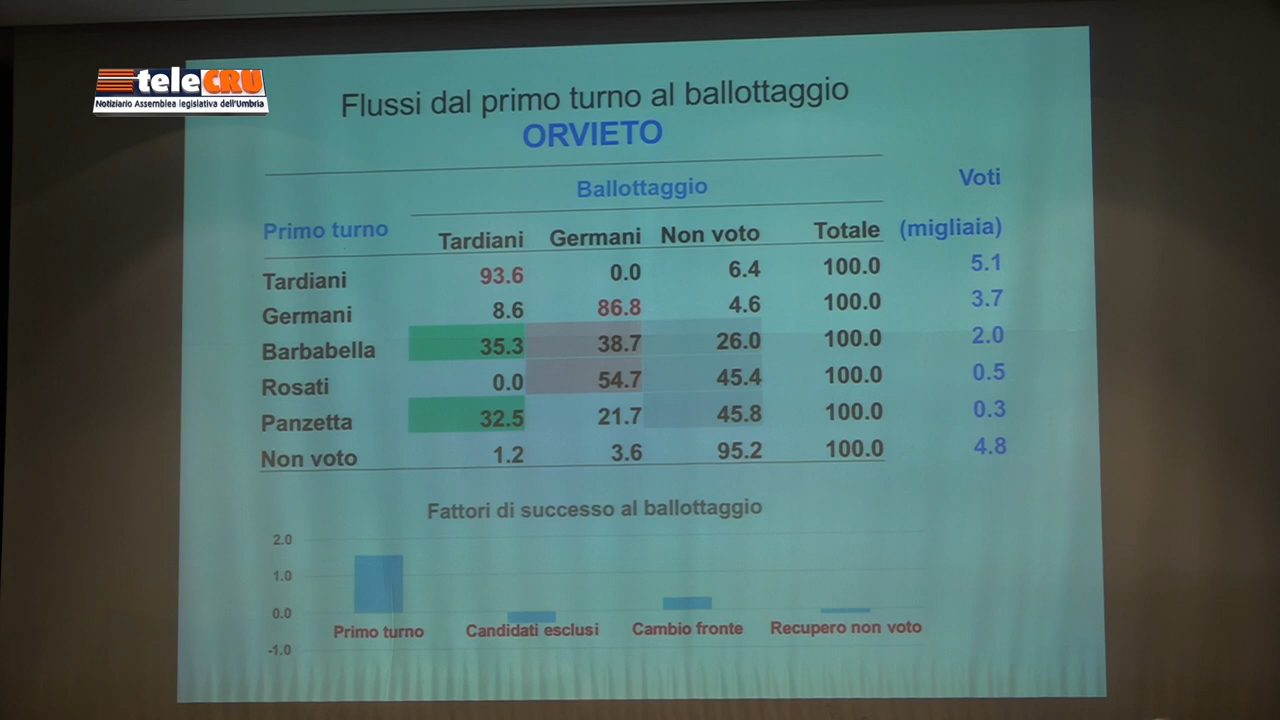 teleCRU
Notiziario Assemblea legislativa dell'Umbria
Flussi dal primo turno al ballottaggio
ORVIETO
Ballottaggio Voti
Primo turno Tardiani Germani Non voto Totale (migliaia)
Tardiani 93.6 0.0 6.4 100.0 5.1
Germani 8.6 86.8 4.6 100.0 3.7
Barbabella 35.3 38.7 26.0 100.0 2.0
Rosati 0.0 54.7 45.4 100.0 0.5
Panzetta 32.5 21.7 45.8 100.0 0.3
Non voto 1.2 3.6 95.2 100.0 4.8
Fattori di successo al ballottaggio
2.0
1.0
0.0
Primo turno Candidati esclusi Cambio fronte Recupero non voto
-1.0